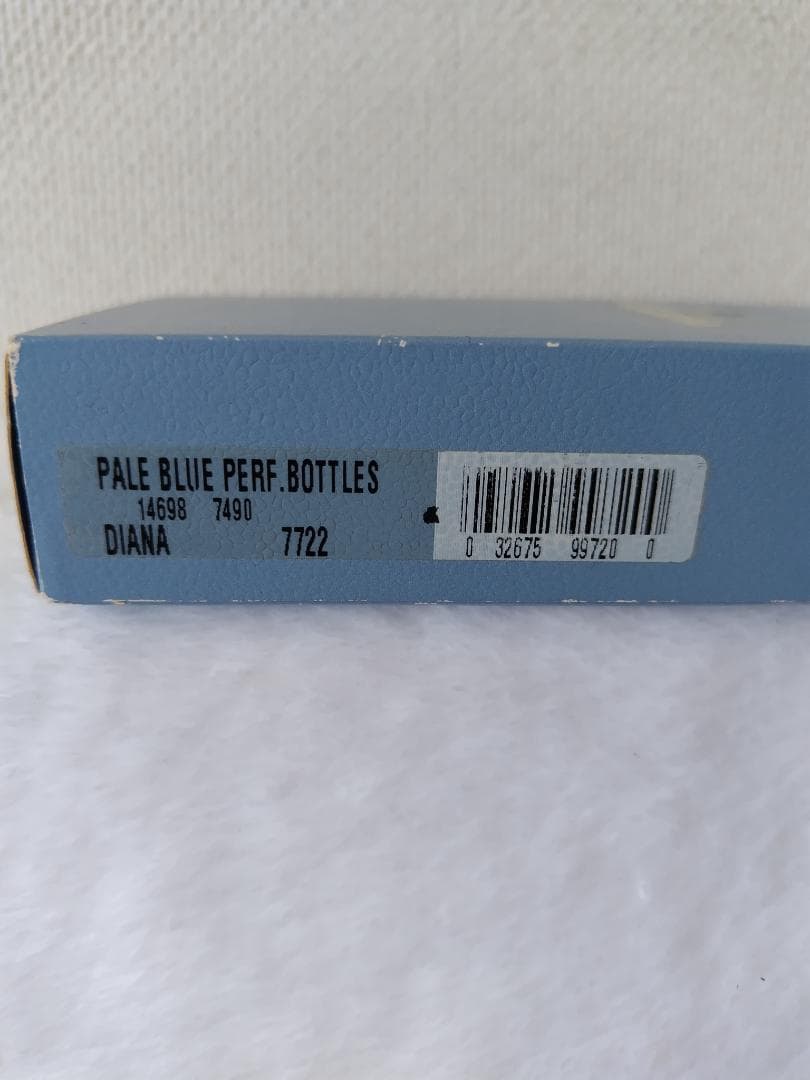 PALE BLUE PERF.BOTTLES
14698 7490
DIANA 7722
0 32675 99720 0